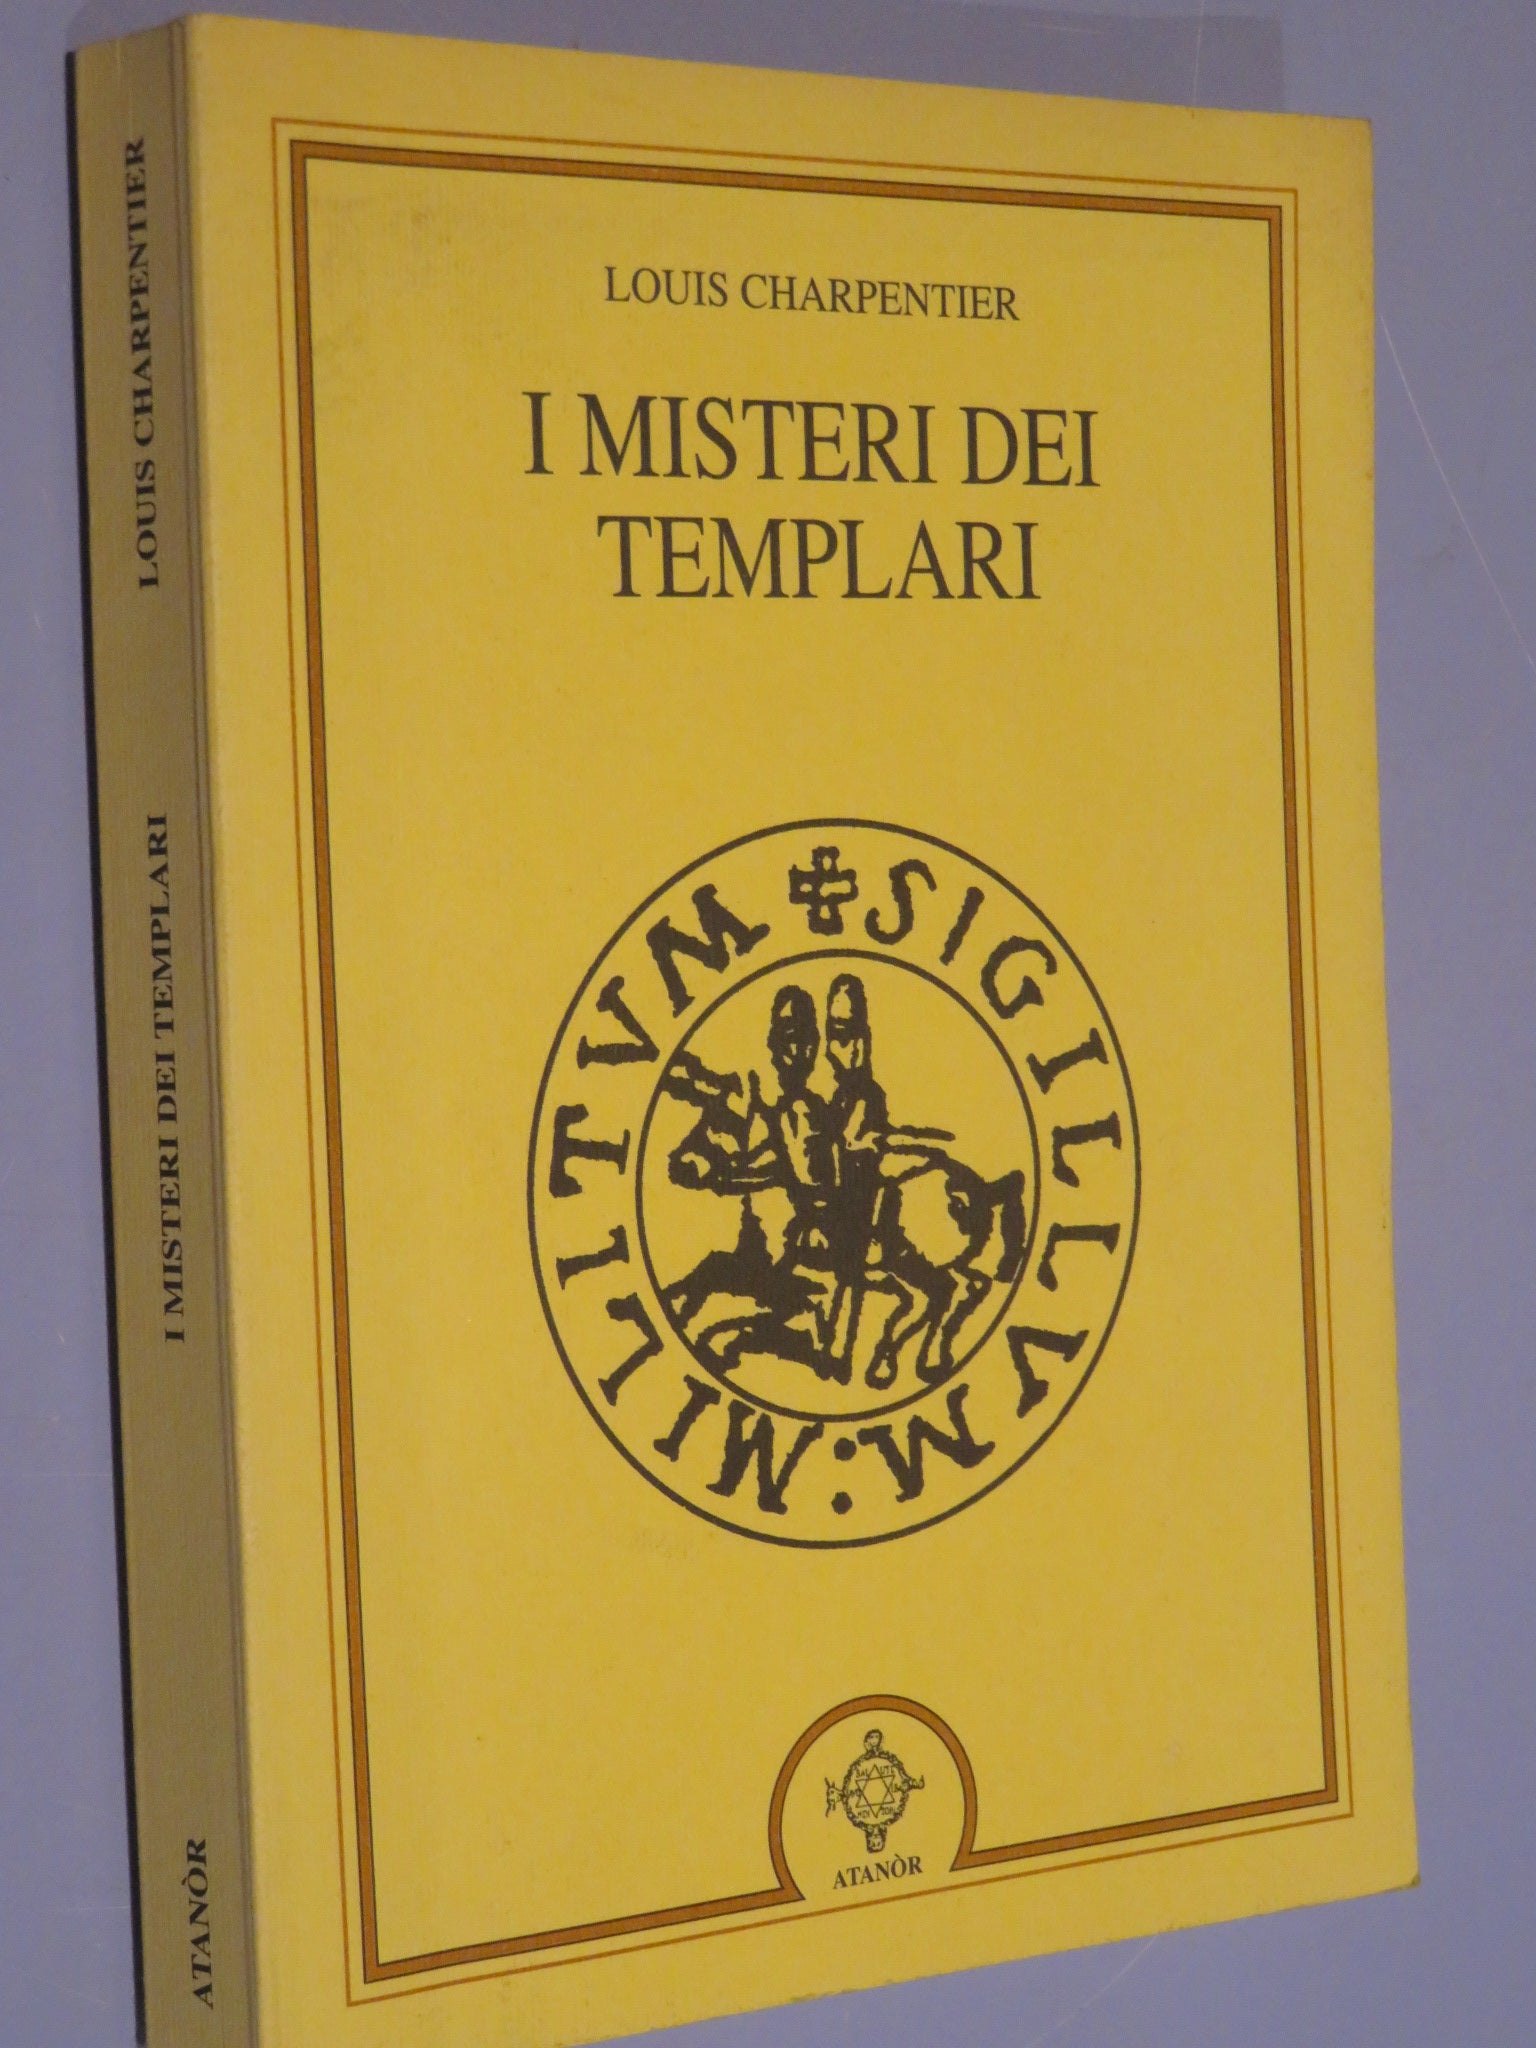 LOUIS CHARPENTIER
I MISTERI DEI
TEMPLARI
SIGILLVM : MILITVM
ATANÒR
LOUIS CHARPENTIER
I MISTERI DEI TEMPLARI
ATANÒR